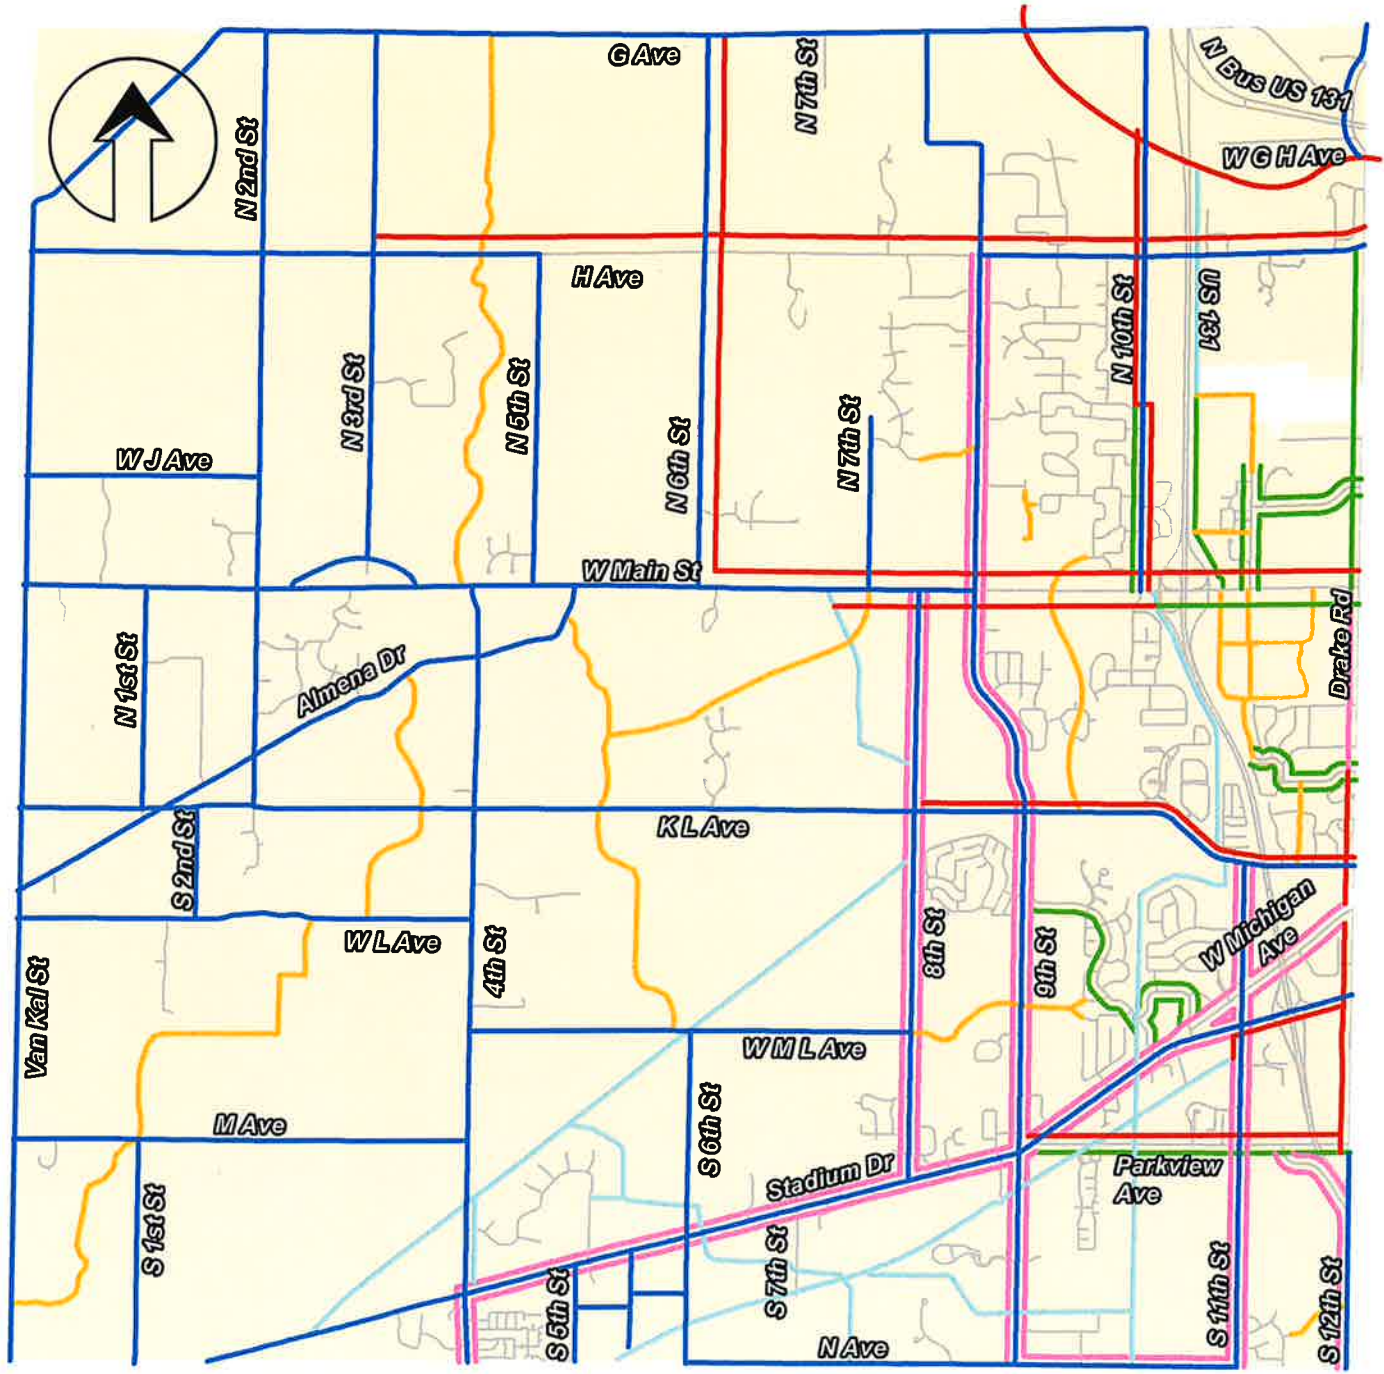 G Ave
N 7th St
N Bus US 131
W G H Ave
N 2nd St
H Ave
N 10th St
US 131
N 3rd St
N 5th St
N 6th St
N 7th St
W J Ave
W Main St
Drake Rd
N 1st St
Almena Dr
K L Ave
S 2nd St
W L Ave
4th St
8th St
9th St
W Michigan
Ave
Van Kal St
W M L Ave
M Ave
S 6th St
Stadium Dr
Parkview
Ave
S 1st St
S 7th St
S 5th St
S 11th St
S 12th St
N Ave